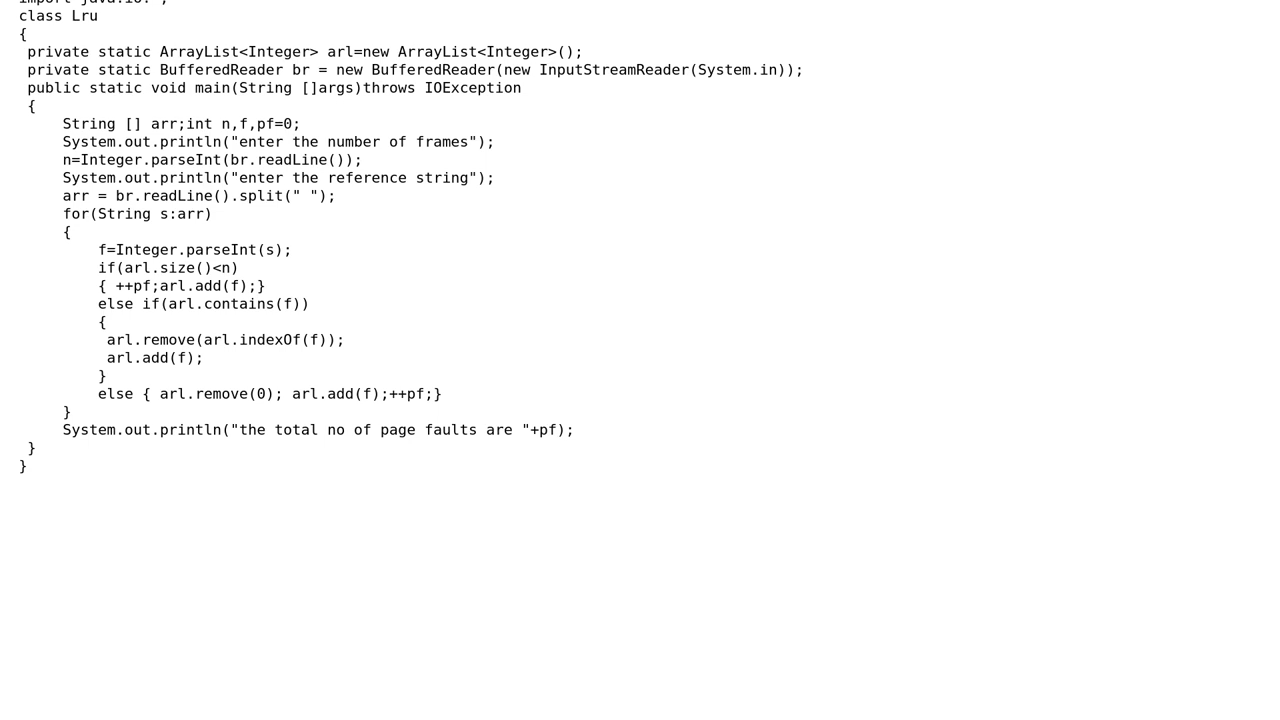 import java.io.*;
class Lru
{
 private static ArrayList<Integer> arl=new ArrayList<Integer>();
 private static BufferedReader br = new BufferedReader(new InputStreamReader(System.in));
 public static void main(String []args)throws IOException
 {
     String [] arr;int n,f,pf=0;
     System.out.println("enter the number of frames");
     n=Integer.parseInt(br.readLine());
     System.out.println("enter the reference string");
     arr = br.readLine().split(" ");
     for(String s:arr)
     {
         f=Integer.parseInt(s);
         if(arl.size()<n)
         { ++pf;arl.add(f);}
         else if(arl.contains(f))
         {
          arl.remove(arl.indexOf(f));
          arl.add(f);
         }
         else { arl.remove(0); arl.add(f);++pf;}
     }
     System.out.println("the total no of page faults are "+pf);
 }
}